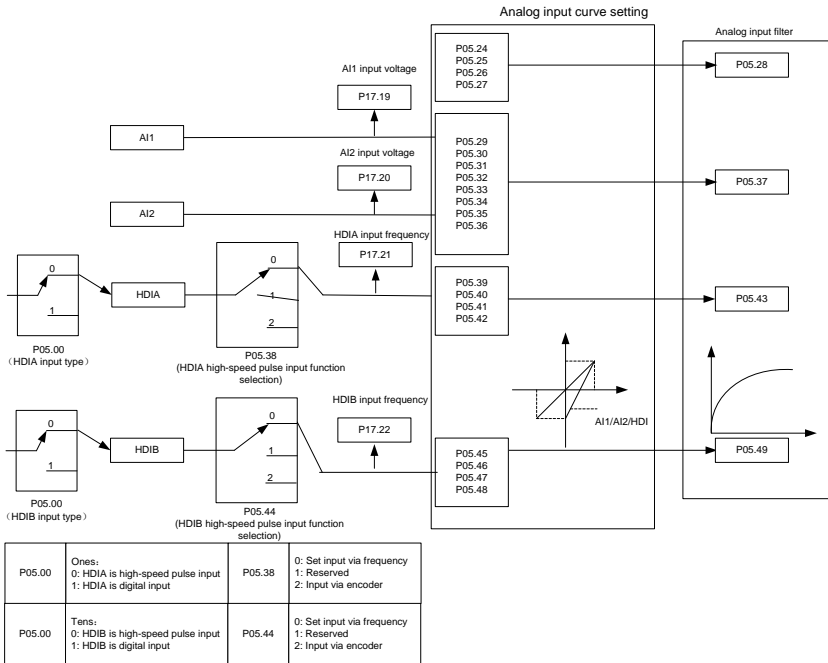 Analog input curve setting
Analog input filter
P05.24
P05.25
P05.26
P05.27
P05.28
AI1 input voltage
P17.19
AI1
AI2 input voltage
P17.20
AI2
P05.29
P05.30
P05.31
P05.32
P05.33
P05.34
P05.35
P05.36
P05.37
HDIA input frequency
P17.21
0
1
HDIA
0
1
2
P05.39
P05.40
P05.41
P05.42
P05.43
P05.00
（HDIA input type）
P05.38
(HDIA high-speed pulse input function
selection)
AI1/AI2/HDI
HDIB input frequency
P17.22
0
1
HDIB
0
1
2
P05.45
P05.46
P05.47
P05.48
P05.49
P05.00
（HDIB input type）
P05.44
(HDIB high-speed pulse input function
selection)
P05.00
Ones：
0: HDIA is high-speed pulse input
1: HDIA is digital input
P05.38
0: Set input via frequency
1: Reserved
2: Input via encoder
P05.00
Tens：
0: HDIB is high-speed pulse input
1: HDIB is digital input
P05.44
0: Set input via frequency
1: Reserved
2: Input via encoder